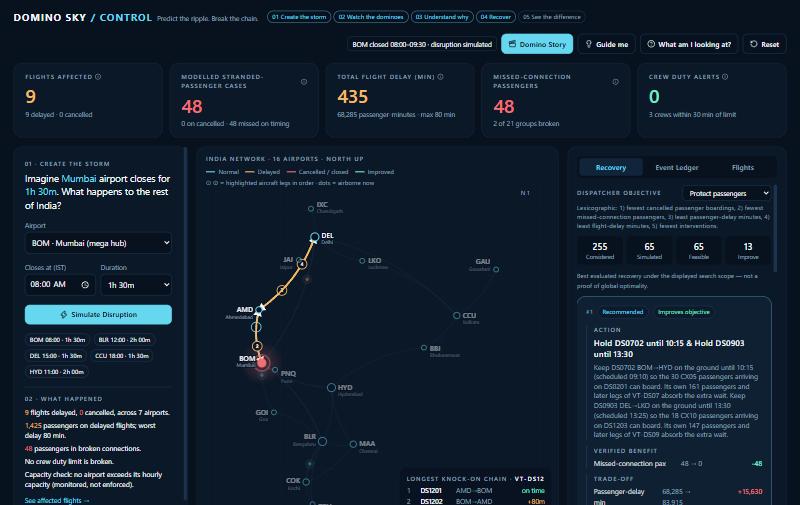 DOMINO SKY / CONTROL Predict the ripple. Break the chain.
01 Create the storm
02 Watch the dominoes
03 Understand why
04 Recover
05 See the difference
BOM closed 08:00–09:30 · disruption simulated
Domino Story
Guide me
What am I looking at?
Reset
FLIGHTS AFFECTED
9
9 delayed · 0 cancelled
MODELLED STRANDED-
PASSENGER CASES
48
0 on cancelled · 48 missed on timing
TOTAL FLIGHT DELAY (MIN)
435
68,285 passenger-minutes · max 80 min
MISSED-CONNECTION
PASSENGERS
48
2 of 21 groups broken
CREW DUTY ALERTS
0
3 crews within 30 min of limit
01 · CREATE THE STORM
Imagine Mumbai airport closes for
1h 30m. What happens to the rest
of India?
Airport
BOM · Mumbai (mega hub)
Closes at (IST)
Duration
08:00 AM
1h 30m
Simulate Disruption
BOM 08:00 · 1h 30m
BLR 12:00 · 2h 00m
DEL 15:00 · 1h 30m
CCU 18:00 · 1h 30m
HYD 11:00 · 2h 00m
02 · WHAT HAPPENED
9 flights delayed, 0 cancelled, across 7 airports.
1,425 passengers on delayed flights; worst
delay 80 min.
48 passengers in broken connections.
No crew duty limit is broken.
Capacity check: no airport exceeds its hourly
capacity (monitored, not enforced).
See affected flights →
INDIA NETWORK · 16 AIRPORTS · NORTH UP
Normal
Delayed
Cancelled / closed
Improved
= highlighted aircraft legs in order · dots = airborne now
N↑
IXC
Chandigarh
DEL
Delhi
JAI
Jaipur
LKO
Lucknow
GAU
Guwahati
4
3
AMD
Ahmedabad
CCU
Kolkata
2
BOM
Mumbai
BBI
Bhubaneswar
PNQ
Pune
HYD
Hyderabad
GOI
Goa
BLR
Bengaluru
MAA
Chennai
COK
Kochi
LONGEST KNOCK-ON CHAIN · VT-DS12
1 DS1201 AMD→BOM on time
2 DS1202 BOM→AMD +80m
Recovery
Event Ledger
Flights
DISPATCHER OBJECTIVE
Protect passengers
Lexicographic: 1) fewest cancelled passenger boardings, 2) fewest
missed-connection passengers, 3) least passenger-delay minutes, 4)
least flight-delay minutes, 5) fewest interventions.
255
Considered
65
Simulated
65
Feasible
13
Improve
Best evaluated recovery under the displayed search scope — not a
proof of global optimality.
#1
Recommended
Improves objective
ACTION
Hold DS0702 until 10:15 & Hold DS0903
until 13:30
Keep DS0702 BOM→HYD on the ground until 10:15
(scheduled 09:10) so the 30 CX05 passengers arriving
on DS0201 can board. Its own 161 passengers and
later legs of VT-DS07 absorb the extra wait.
Keep DS0903 DEL→LKO on the ground until 13:30
(scheduled 13:25) so the 18 CX10 passengers arriving
on DS1203 can board. Its own 147 passengers and
later legs of VT-DS09 absorb the extra wait.
VERIFIED BENEFIT
Missed-connection pax 48 → 0 -48
TRADE-OFF
Passenger-delay 68,285 → +15,630
min 83,915